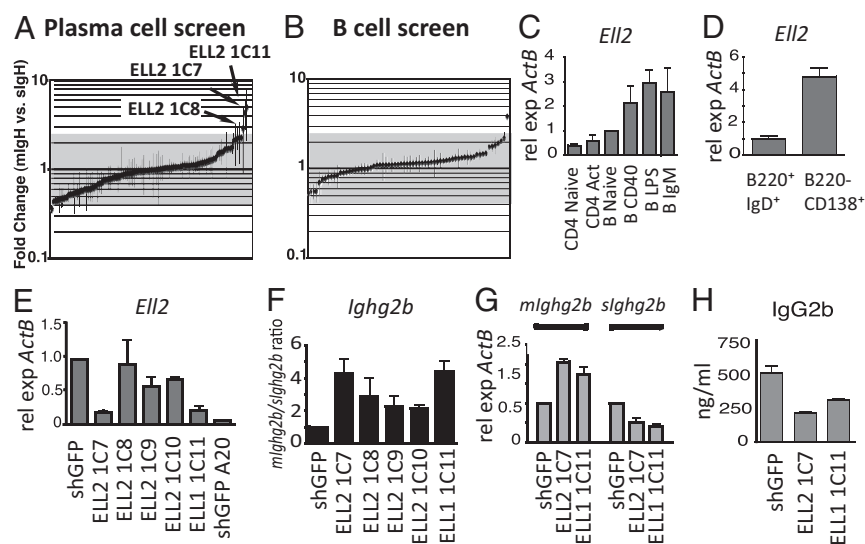 A Plasma cell screen
ELL2 1C11
ELL2 1C7
ELL2 1C8
Fold Change (mIgH vs. sIgH)
10
1
0.1
B B cell screen
10
1
0.1
C
Ell2
rel exp ActB
4
3
2
1
0
CD4 Naive
CD4 Act
B Naive
B CD40
B LPS
B IgM
D
Ell2
rel exp ActB
6
4
2
0
B220+
IgD+
B220-
CD138+
E
Ell2
rel exp ActB
1.5
1.0
0.5
0
shGFP
ELL2 1C7
ELL2 1C8
ELL2 1C9
ELL2 1C10
ELL1 1C11
shGFP A20
F
Ighg2b
mIghg2b/sIghg2b ratio
6
4
2
0
shGFP
ELL2 1C7
ELL2 1C8
ELL2 1C9
ELL2 1C10
ELL1 1C11
G
mIghg2b sIghg2b
rel exp ActB
2.5
1.5
0.5
0
shGFP
ELL2 1C7
ELL1 1C11
shGFP
ELL2 1C7
ELL1 1C11
H
IgG2b
ng/ml
750
500
250
0
shGFP
ELL2 1C7
ELL1 1C11